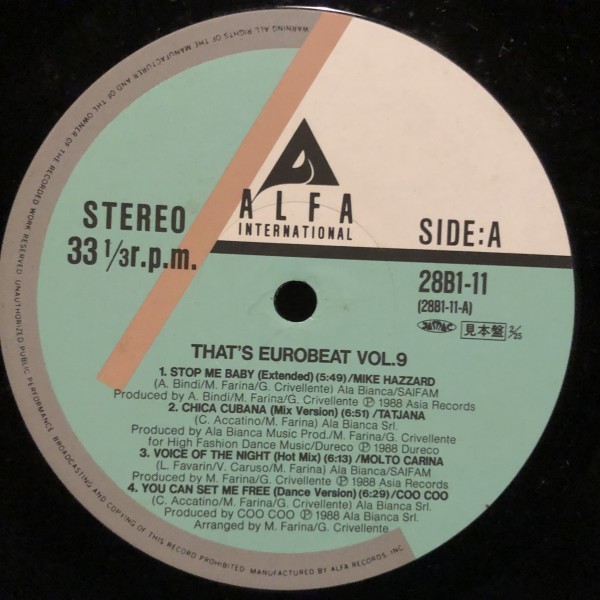 WARNING ALL RIGHTS OF THE MANUFACTURER AND OF THE OWNER OF THE RECORDED WORK RESERVED. UNAUTHORIZED PUBLIC PERFORMANCE, BROADCASTING AND COPYING OF THIS RECORD PROHIBITED. MANUFACTURED BY ALFA RECORDS, INC.
ALFA
INTERNATIONAL
STEREO
33 1/3r.p.m.
SIDE:A
28B1-11
(28B1-11-A)
JASRAC 見本盤 2/25
THAT'S EUROBEAT VOL.9
1. STOP ME BABY (Extended) (5:49)/MIKE HAZZARD
(A. Bindi/M. Farina/G. Crivellente) Ala Bianca/SAIFAM
Produced by A. Bindi/M. Farina/G. Crivellente Ⓟ 1988 Asia Records
2. CHICA CUBANA (Mix Version) (6:51) /TATJANA
(C. Accatino/M. Farina) Ala Bianca Srl.
Produced by Ala Bianca Music Prod./M. Farina/G. Crivellente
for High Fashion Dance Music/Dureco Ⓟ 1988 Dureco
3. VOICE OF THE NIGHT (Hot Mix) (6:13) /MOLTO CARINA
(L. Favarin/V. Caruso/M. Farina) Ala Bianca/SAIFAM
Produced by M. Farina/G. Crivellente Ⓟ 1988 Asia Records
4. YOU CAN SET ME FREE (Dance Version) (6:29) /COO COO
(C. Accatino/M. Farina/G. Crivellente) Ala Bianca Srl.
Produced by COO COO Ⓟ 1988 Ala Bianca Srl.
Arranged by M. Farina/G. Crivellente